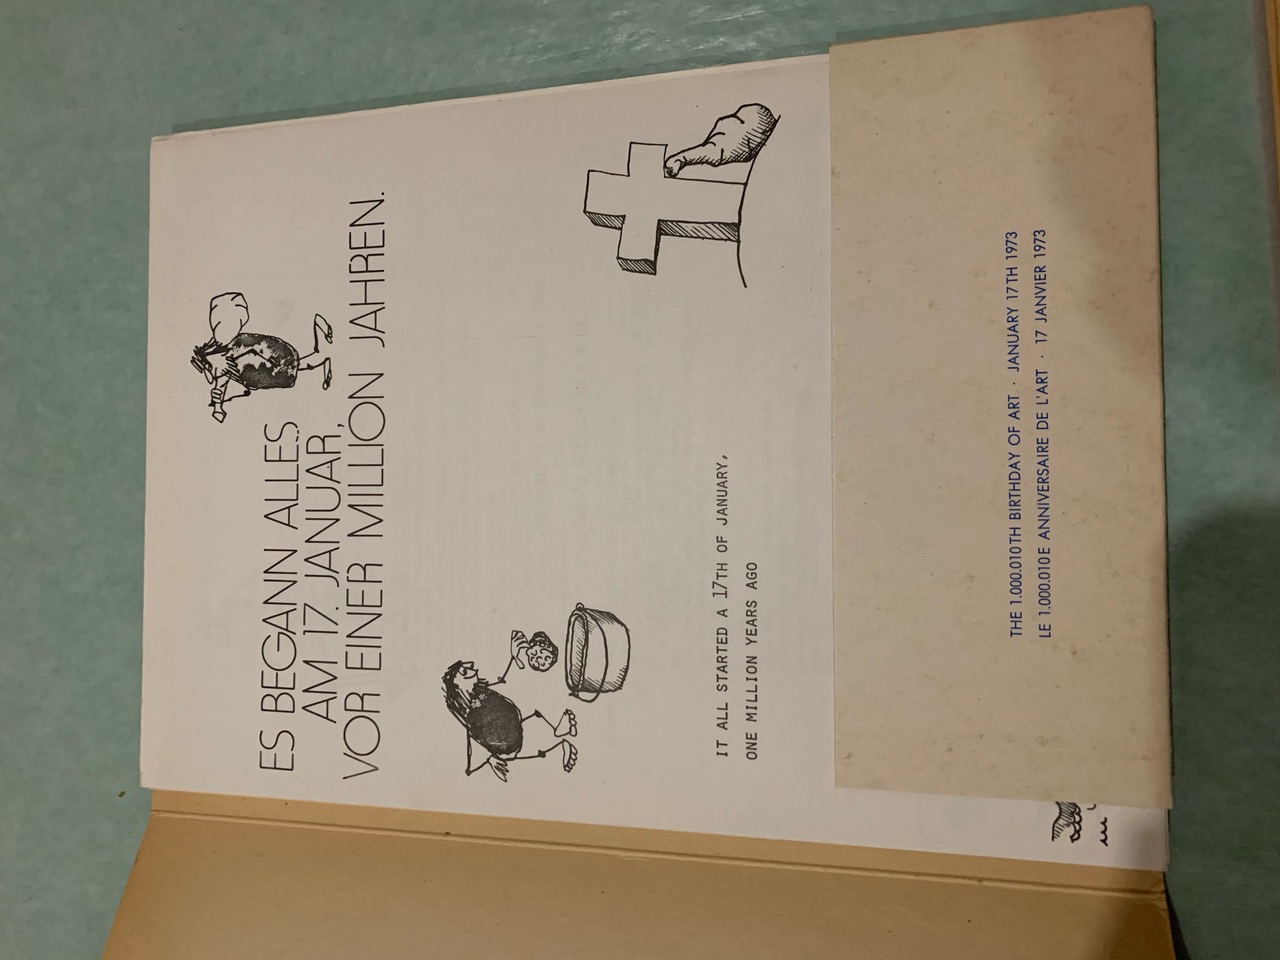 ES BEGANN ALLES
AM 17. JANUAR,
VOR EINER MILLION JAHREN.
IT ALL STARTED A 17TH OF JANUARY,
ONE MILLION YEARS AGO
THE 1.000.010TH BIRTHDAY OF ART · JANUARY 17TH 1973
LE 1.000.010E ANNIVERSAIRE DE L'ART · 17 JANVIER 1973